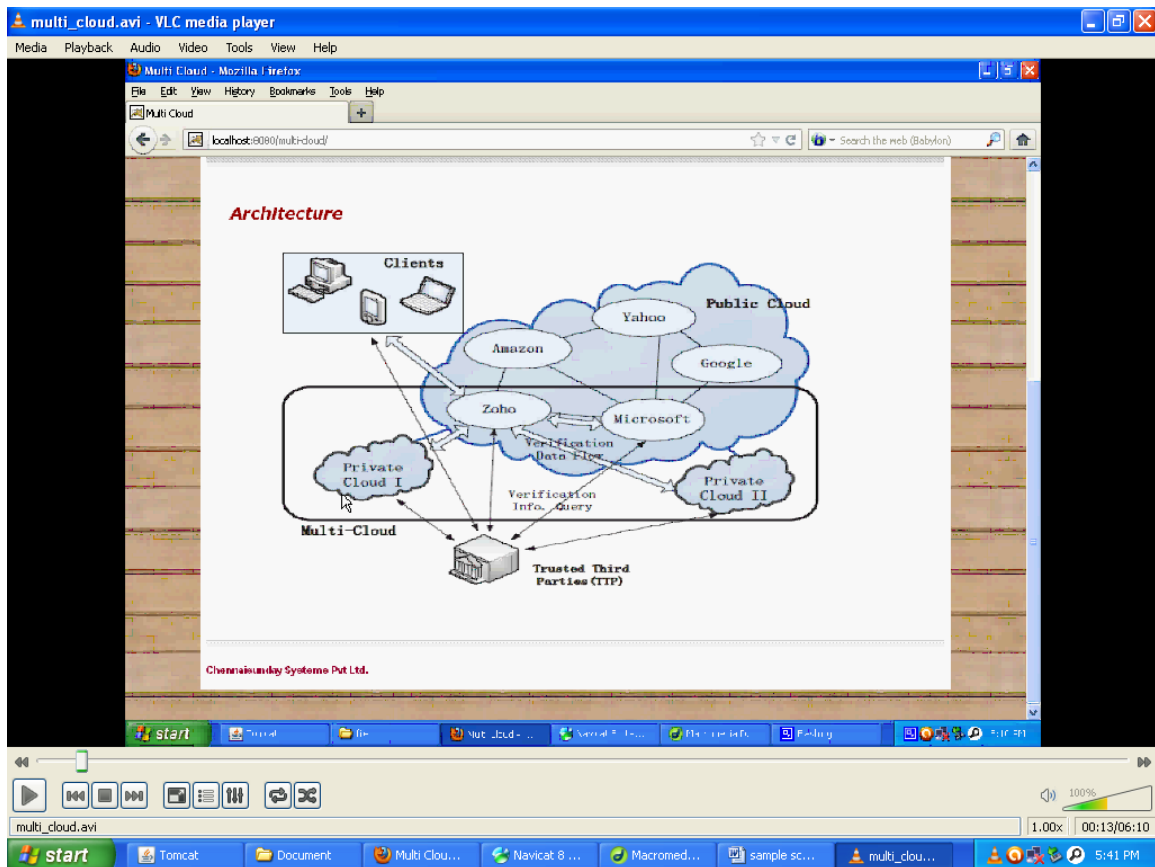 multi_cloud.avi - VLC media player
Media Playback Audio Video Tools View Help
Multi Cloud - Mozilla Firefox
File Edit View History Bookmarks Tools Help
Multi Cloud
localhost:8080/multi-cloud/
Search the web (Babylon)
Architecture
Clients
Public Cloud
Yahoo
Amazon
Google
Zoho
Microsoft
Verification
Data Flow
Private
Cloud I
Private
Cloud II
Verification
Info. Query
Multi-Cloud
Trusted Third
Parties(TTP)
Chennaisunday Systems Pvt Ltd.
start
multi_cloud.avi
100%
1.00x 00:13/06:10
start Tomcat Document Multi Clou... Navicat 8 ... Macromed... sample sc... multi_clou... 5:41 PM